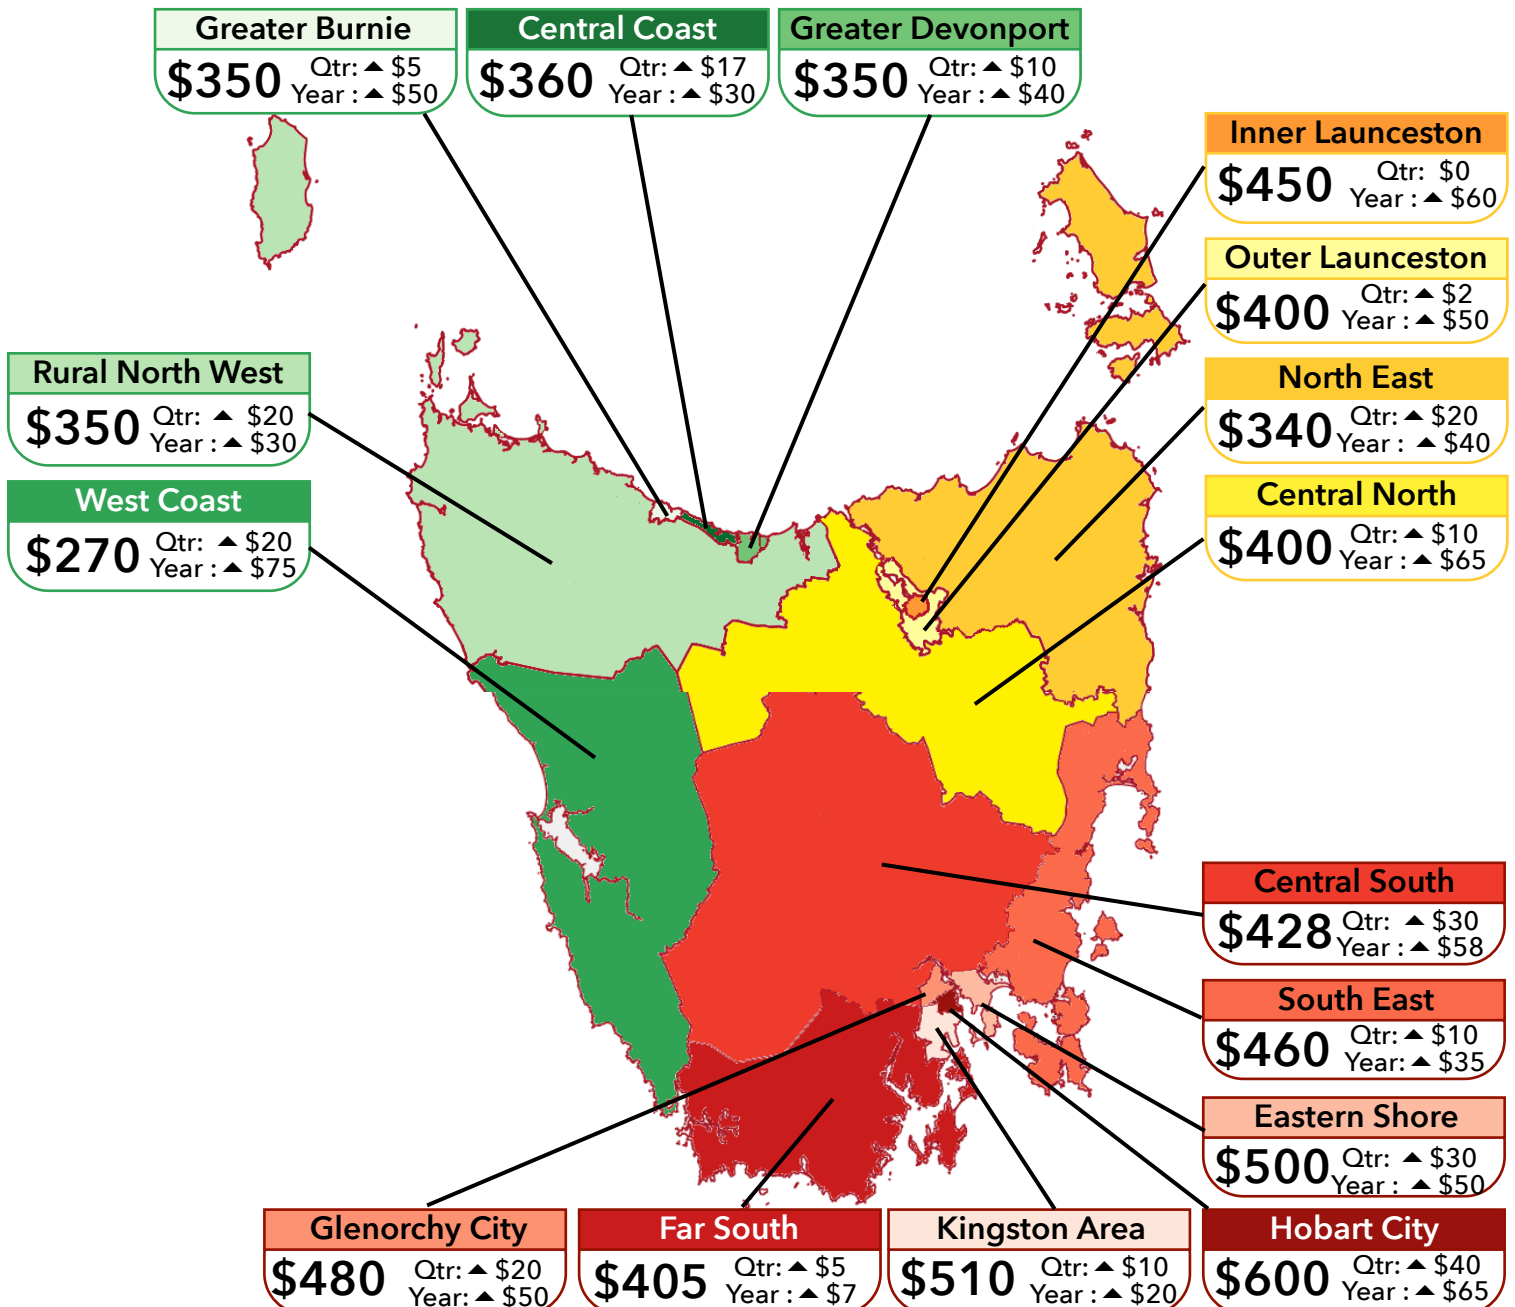 Greater Burnie
$350 Qtr: ▲ $5
Year : ▲ $50
Central Coast
$360 Qtr: ▲ $17
Year : ▲ $30
Greater Devonport
$350 Qtr: ▲ $10
Year : ▲ $40
Inner Launceston
$450 Qtr: $0
Year : ▲ $60
Outer Launceston
$400 Qtr: ▲ $2
Year : ▲ $50
Rural North West
$350 Qtr: ▲ $20
Year : ▲ $30
North East
$340 Qtr: ▲ $20
Year : ▲ $40
West Coast
$270 Qtr: ▲ $20
Year : ▲ $75
Central North
$400 Qtr: ▲ $10
Year : ▲ $65
Central South
$428 Qtr: ▲ $30
Year : ▲ $58
South East
$460 Qtr: ▲ $10
Year: ▲ $35
Eastern Shore
$500 Qtr: ▲ $30
Year : ▲ $50
Glenorchy City
$480 Qtr: ▲ $20
Year: ▲ $50
Far South
$405 Qtr: ▲ $5
Year : ▲ $7
Kingston Area
$510 Qtr: ▲ $10
Year : ▲ $20
Hobart City
$600 Qtr: ▲ $40
Year : ▲ $65